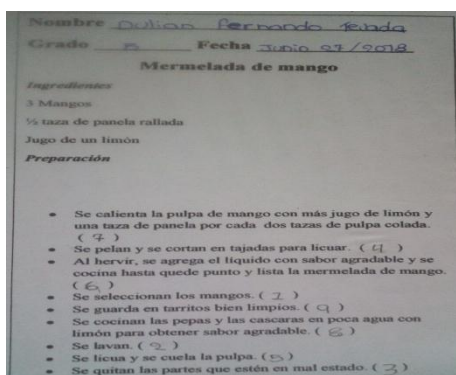 Nombre Dulian Fernando Tejada
Grado 5 Fecha Junio 27/2018
Mermelada de mango
Ingredientes
3 Mangos
½ taza de panela rallada
Jugo de un limón
Preparación
• Se calienta la pulpa de mango con más jugo de limón y
una taza de panela por cada dos tazas de pulpa colada.
( 7 )
• Se pelan y se cortan en tajadas para licuar. ( 4 )
• Al hervir, se agrega el líquido con sabor agradable y se
cocina hasta quede punto y lista la mermelada de mango.
( 6 )
• Se seleccionan los mangos. ( 1 )
• Se guarda en tarritos bien limpios. ( 9 )
• Se cocinan las pepas y las cascaras en poca agua con
limón para obtener sabor agradable. ( 8 )
• Se lavan. ( 2 )
• Se licua y se cuela la pulpa. ( 5 )
• Se quitan las partes que estén en mal estado. ( 3 )